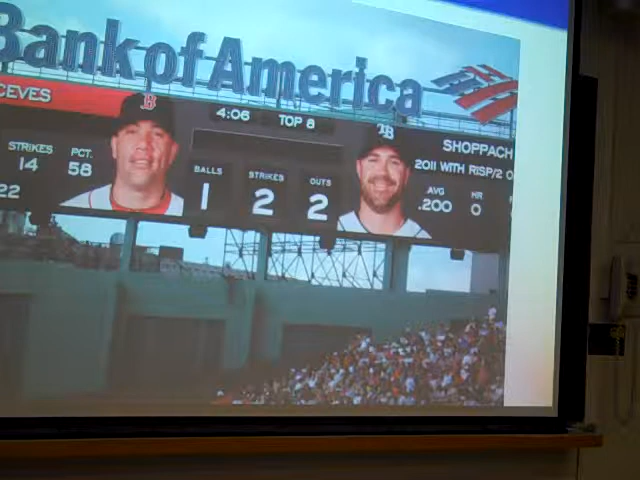 Bank of America
CEVES
4:06 TOP 8
SHOPPACH
2011 WITH RISP/2 O
STRIKES PCT.
14 58
22
BALLS STRIKES OUTS
1 2 2
AVG HR
.200 0
B
TB